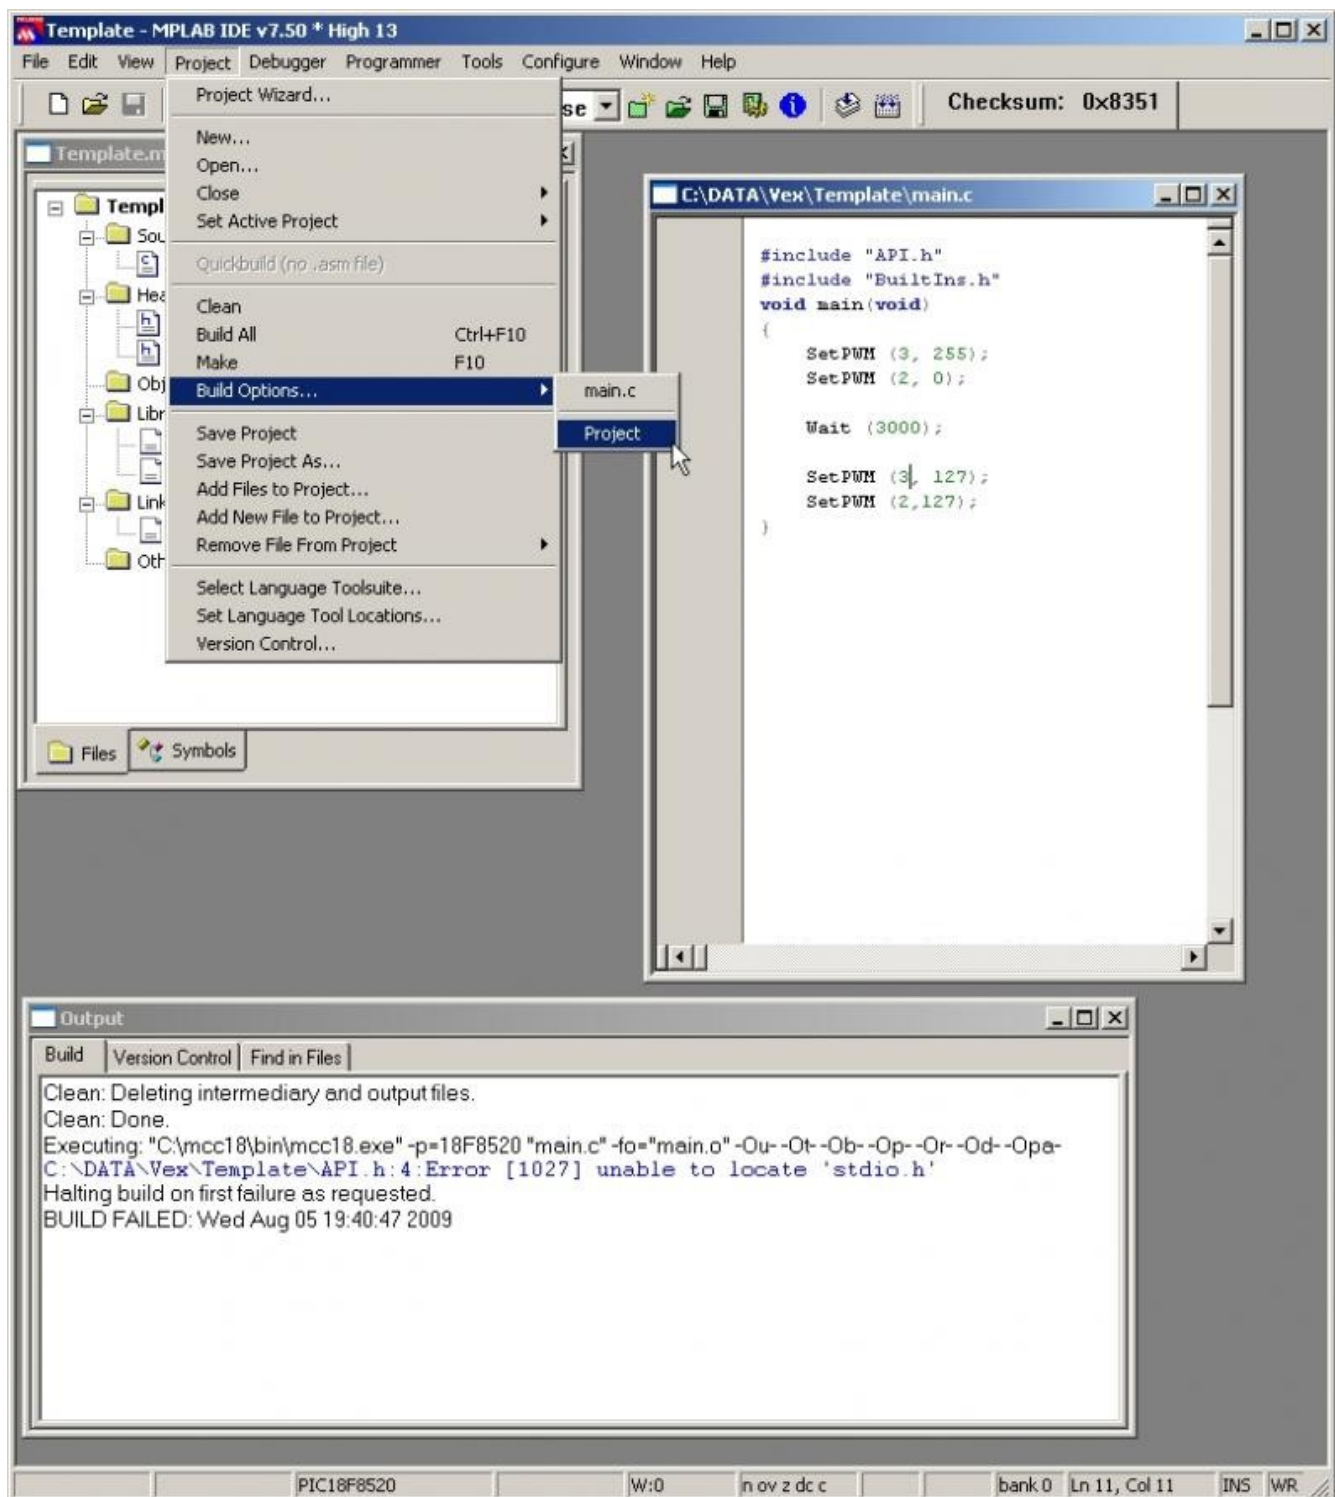 Template - MPLAB IDE v7.50 * High 13
File Edit View Project Debugger Programmer Tools Configure Window Help
Project Wizard...
Checksum: 0x8351
New...
Open...
Close
Set Active Project
Quickbuild (no .asm file)
Clean
Build All Ctrl+F10
Make F10
Build Options...
main.c
Project
Save Project
Save Project As...
Add Files to Project...
Add New File to Project...
Remove File From Project
Select Language Toolsuite...
Set Language Tool Locations...
Version Control...
Files Symbols
C:\DATA\Vex\Template\main.c
#include "API.h"
#include "BuiltIns.h"
void main(void)
{
SetPWM (3, 255);
SetPWM (2, 0);
Wait (3000);
SetPWM (3, 127);
SetPWM (2,127);
}
Output
Build Version Control Find in Files
Clean: Deleting intermediary and output files.
Clean: Done.
Executing: "C:\mcc18\bin\mcc18.exe" -p=18F8520 "main.c" -fo="main.o" -Ou- -Ot- -Ob- -Op- -Or- -Od- -Opa-
C:\DATA\Vex\Template\API.h:4:Error [1027] unable to locate 'stdio.h'
Halting build on first failure as requested.
BUILD FAILED: Wed Aug 05 19:40:47 2009
PIC18F8520 W:0 n ov z dc c bank 0 Ln 11, Col 11 INS WR